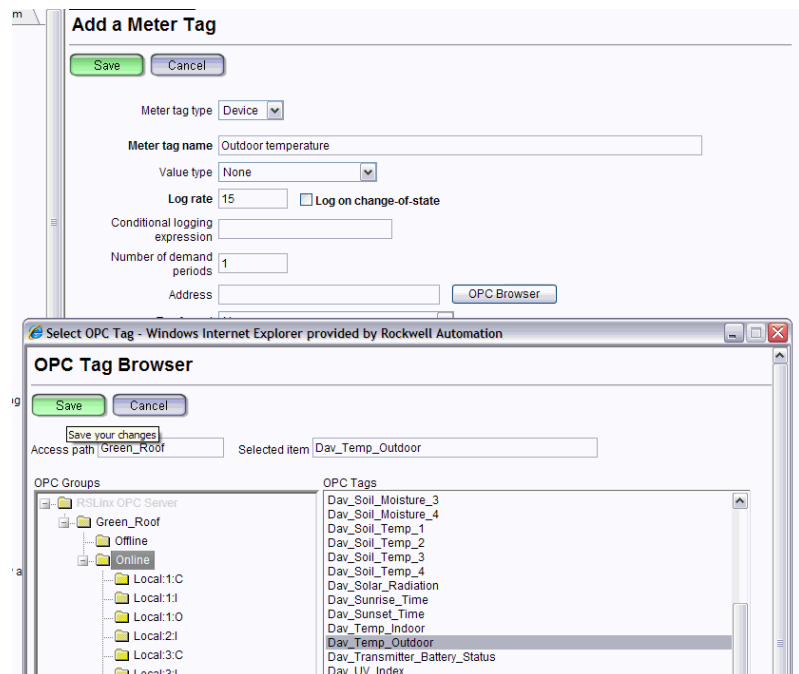 m
Add a Meter Tag
Save Cancel
Meter tag type Device
Meter tag name Outdoor temperature
Value type None
Log rate 15 Log on change-of-state
Conditional logging
expression
Number of demand
periods 1
Address OPC Browser
Select OPC Tag - Windows Internet Explorer provided by Rockwell Automation
OPC Tag Browser
ag
Save Cancel
Save your changes
Access path Green_Roof Selected item Dav_Temp_Outdoor
OPC Groups OPC Tags
RSLinx OPC Server
Green_Roof
Offline
Online
Local:1:C
Local:1:I
Local:1:O
Local:2:I
Local:3:C
Local:3:I
Dav_Soil_Moisture_3
Dav_Soil_Moisture_4
Dav_Soil_Temp_1
Dav_Soil_Temp_2
Dav_Soil_Temp_3
Dav_Soil_Temp_4
Dav_Solar_Radiation
Dav_Sunrise_Time
Dav_Sunset_Time
Dav_Temp_Indoor
Dav_Temp_Outdoor
Dav_Transmitter_Battery_Status
Dav_UV_Index
a